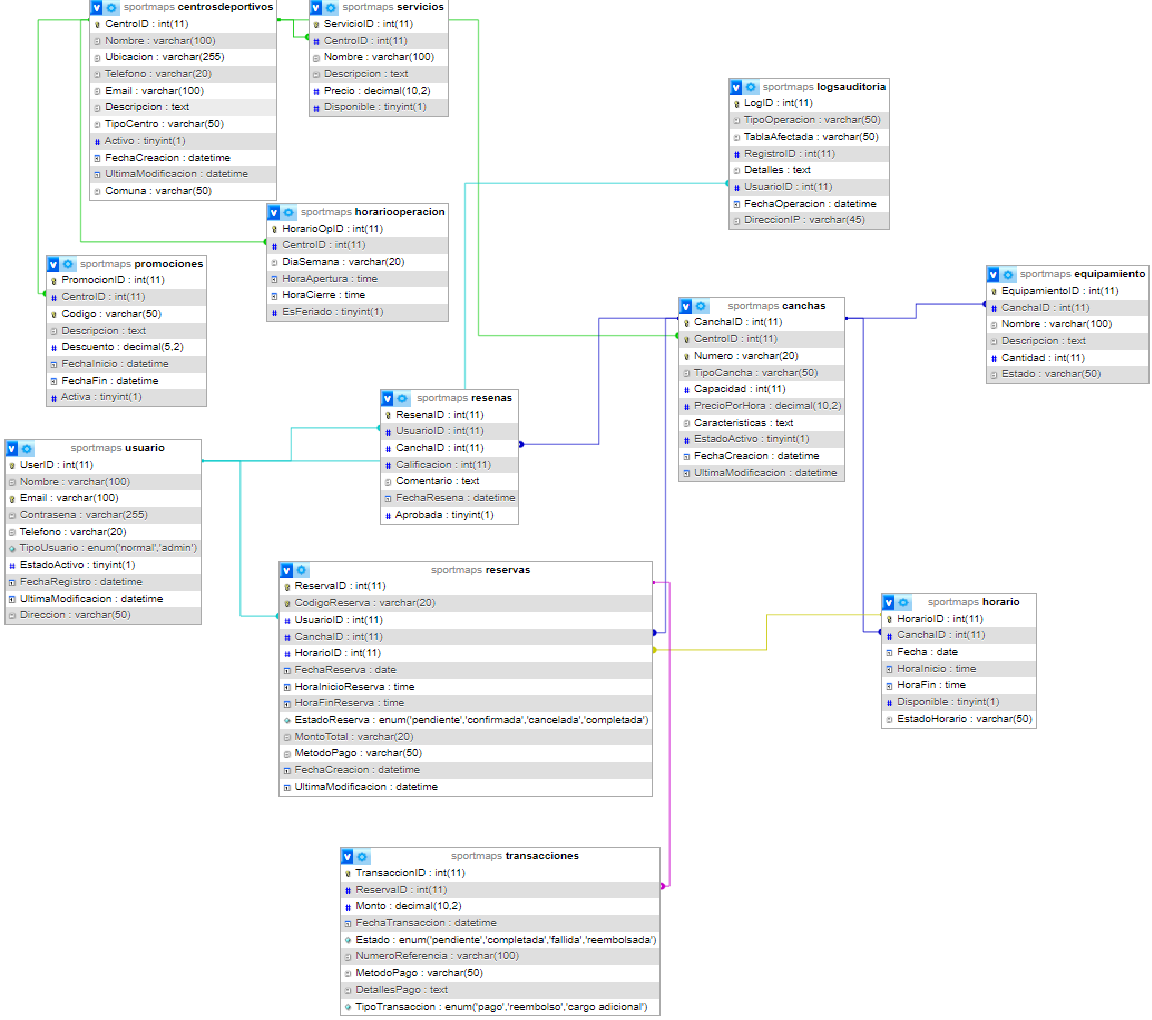 sportmaps centrosdeportivos
CentroID : int(11)
Nombre : varchar(100)
Ubicacion : varchar(255)
Telefono : varchar(20)
Email : varchar(100)
Descripcion : text
TipoCentro : varchar(50)
Activo : tinyint(1)
FechaCreacion : datetime
UltimaModificacion : datetime
Comuna : varchar(50)
sportmaps servicios
ServicioID : int(11)
CentroID : int(11)
Nombre : varchar(100)
Descripcion : text
Precio : decimal(10,2)
Disponible : tinyint(1)
sportmaps logsauditoria
LogID : int(11)
TipoOperacion : varchar(50)
TablaAfectada : varchar(50)
RegistroID : int(11)
Detalles : text
UsuarioID : int(11)
FechaOperacion : datetime
DireccionIP : varchar(45)
sportmaps horariooperacion
HorarioOpID : int(11)
CentroID : int(11)
DiaSemana : varchar(20)
HoraApertura : time
HoraCierre : time
EsFeriado : tinyint(1)
sportmaps promociones
PromocionID : int(11)
CentroID : int(11)
Codigo : varchar(50)
Descripcion : text
Descuento : decimal(5,2)
FechaInicio : datetime
FechaFin : datetime
Activa : tinyint(1)
sportmaps canchas
CanchaID : int(11)
CentroID : int(11)
Numero : varchar(20)
TipoCancha : varchar(50)
Capacidad : int(11)
PrecioPorHora : decimal(10,2)
Caracteristicas : text
EstadoActivo : tinyint(1)
FechaCreacion : datetime
UltimaModificacion : datetime
sportmaps equipamiento
EquipamientoID : int(11)
CanchaID : int(11)
Nombre : varchar(100)
Descripcion : text
Cantidad : int(11)
Estado : varchar(50)
sportmaps resenas
ResenaID : int(11)
UsuarioID : int(11)
CanchaID : int(11)
Calificacion : int(11)
Comentario : text
FechaResena : datetime
Aprobada : tinyint(1)
sportmaps usuario
UserID : int(11)
Nombre : varchar(100)
Email : varchar(100)
Contrasena : varchar(255)
Telefono : varchar(20)
TipoUsuario : enum('normal','admin')
EstadoActivo : tinyint(1)
FechaRegistro : datetime
UltimaModificacion : datetime
Direccion : varchar(50)
sportmaps reservas
ReservaID : int(11)
CodigoReserva : varchar(20)
UsuarioID : int(11)
CanchaID : int(11)
HorarioID : int(11)
FechaReserva : date
HoraInicioReserva : time
HoraFinReserva : time
EstadoReserva : enum('pendiente','confirmada','cancelada','completada')
MontoTotal : varchar(20)
MetodoPago : varchar(50)
FechaCreacion : datetime
UltimaModificacion : datetime
sportmaps horario
HorarioID : int(11)
CanchaID : int(11)
Fecha : date
HoraInicio : time
HoraFin : time
Disponible : tinyint(1)
EstadoHorario : varchar(50)
sportmaps transacciones
TransaccionID : int(11)
ReservaID : int(11)
Monto : decimal(10,2)
FechaTransaccion : datetime
Estado : enum('pendiente','completada','fallida','reembolsada')
NumeroReferencia : varchar(100)
MetodoPago : varchar(50)
DetallesPago : text
TipoTransaccion : enum('pago','reembolso','cargo adicional')